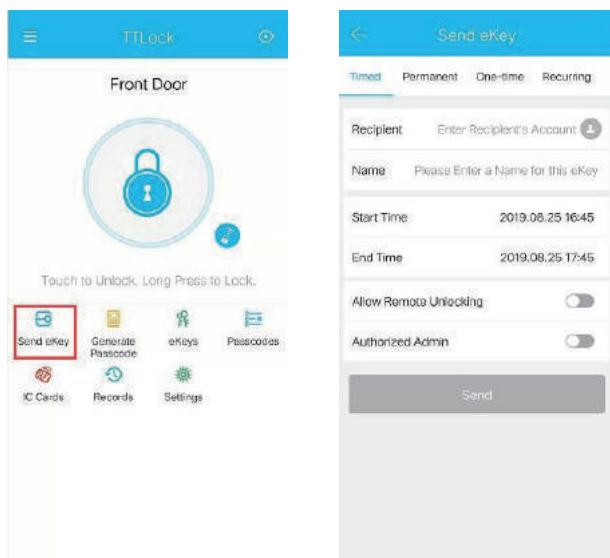 TTLock
Front Door
Touch to Unlock, Long Press to Lock.
Send eKey
Generate
Passcode
eKeys
Passcodes
IC Cards
Records
Settings
Send eKey
Timed Permanent One-time Recurring
Recipient Enter Recipient's Account
Name Please Enter a Name for this eKey
Start Time 2019.08.25 16:45
End Time 2019.08.25 17:45
Allow Remote Unlocking
Authorized Admin
Send